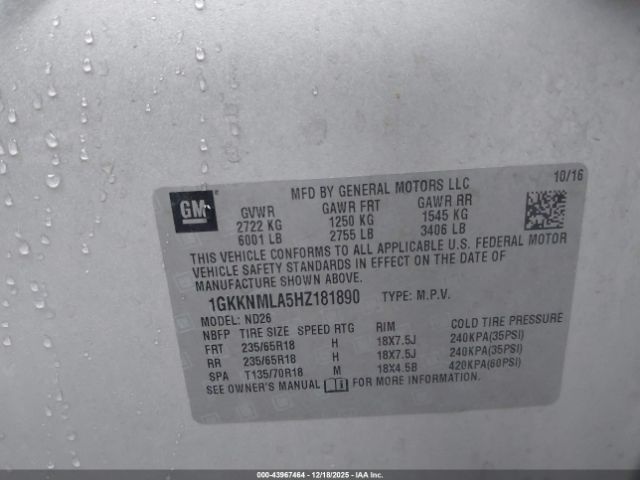 10/16
MFD BY GENERAL MOTORS LLC
GM
GVWR GAWR FRT GAWR RR
2722 KG 1250 KG 1545 KG
6001 LB 2755 LB 3406 LB
THIS VEHICLE CONFORMS TO ALL APPLICABLE U.S. FEDERAL MOTOR
VEHICLE SAFETY STANDARDS IN EFFECT ON THE DATE OF
MANUFACTURE SHOWN ABOVE.
1GKKNMLA5HZ181890 TYPE: M.P.V.
MODEL: ND26
NBFP TIRE SIZE SPEED RTG RIM COLD TIRE PRESSURE
FRT 235/65R18 H 18X7.5J 240KPA(35PSI)
RR 235/65R18 H 18X7.5J 240KPA(35PSI)
SPA T135/70R18 M 18X4.5B 420KPA(60PSI)
SEE OWNER'S MANUAL FOR MORE INFORMATION.
000-43967464 - 12/18/2025 - IAAI.CA